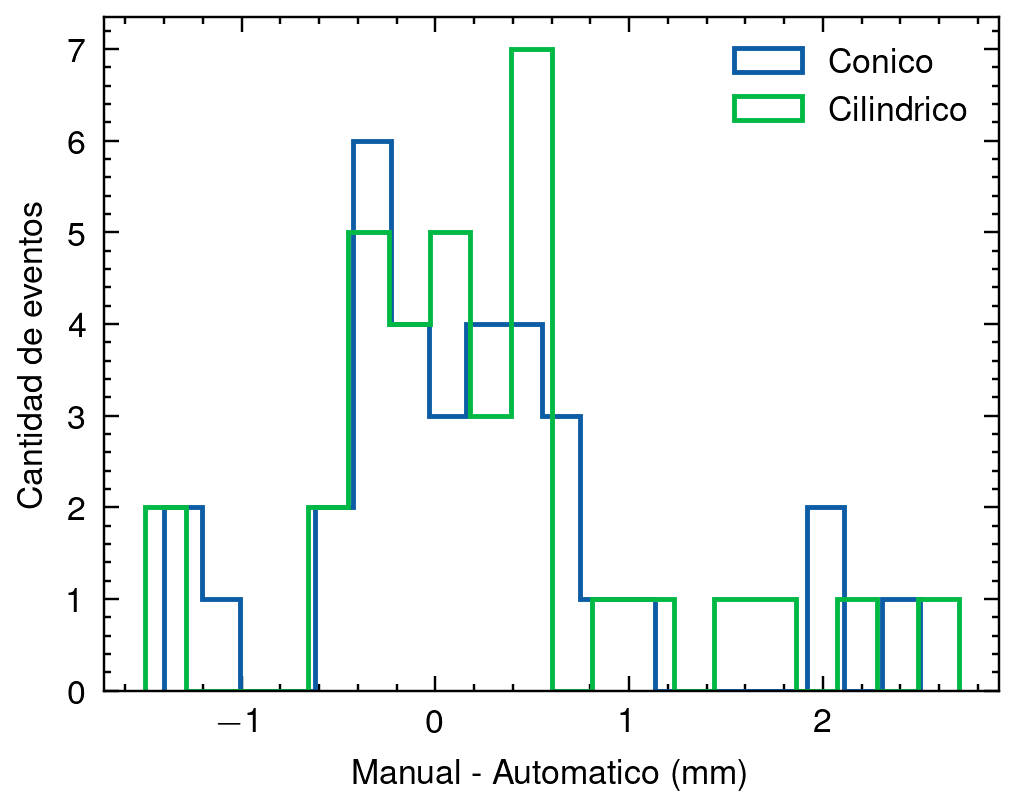 7
6
5
4
3
2
1
0
Cantidad de eventos
Conico
Cilindrico
−1 0 1 2
Manual - Automatico (mm)